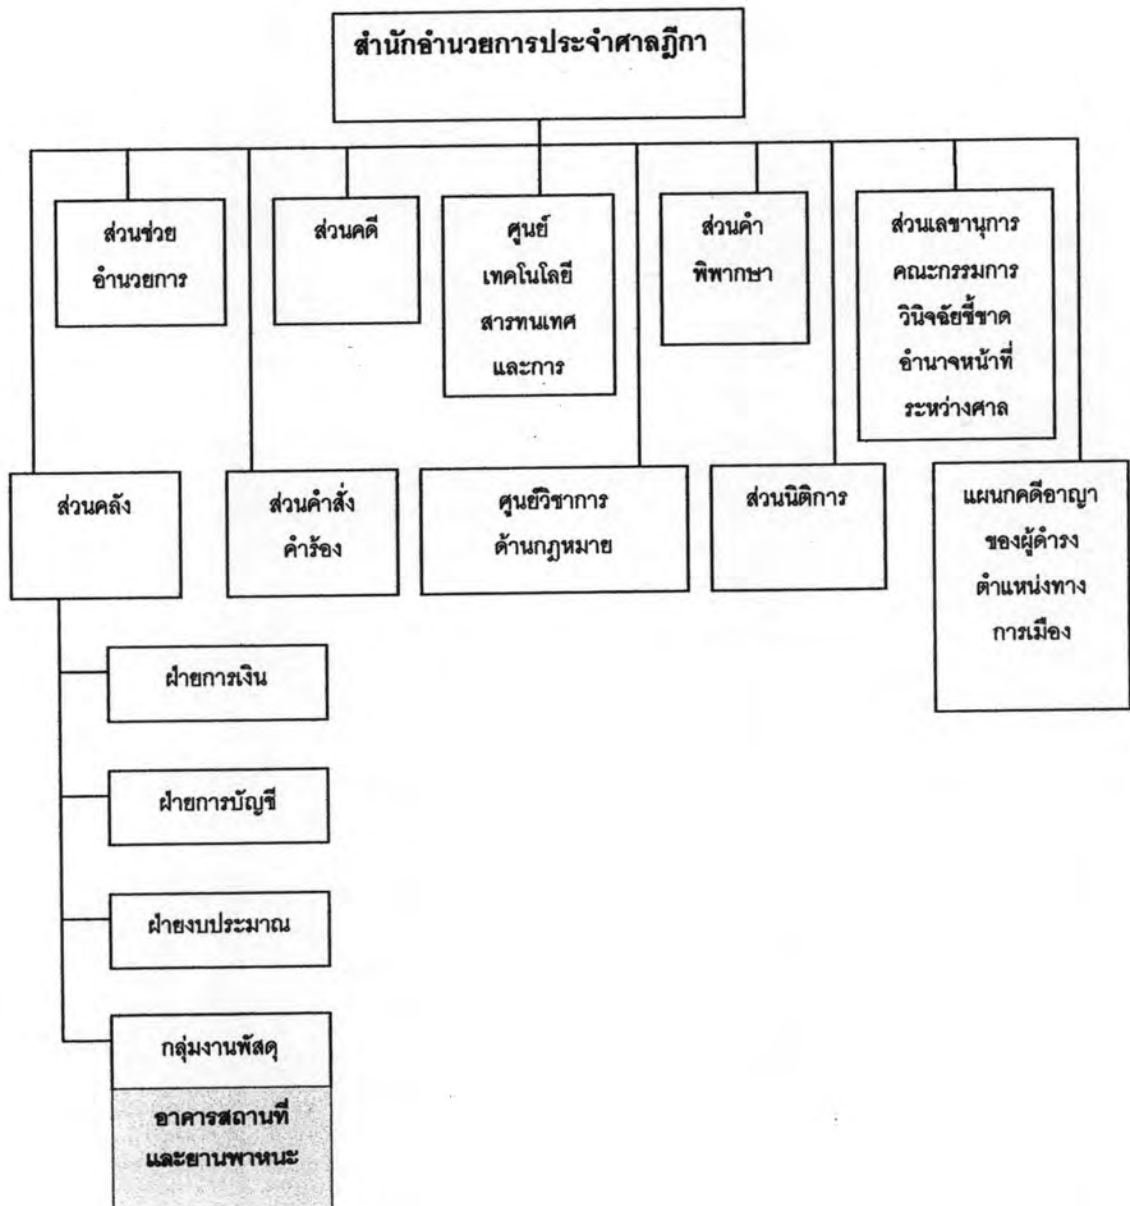 สำนักอำนวยการประจำศาลฎีกา
ส่วนช่วย
อำนวยการ
ส่วนคดี
ศูนย์
เทคโนโลยี
สารทนเทศ
และการ
ส่วนคำ
พิพากษา
ส่วนเลขานุการ
คณะกรรมการ
วินิจฉัยชี้ขาด
อำนาจหน้าที่
ระหว่างศาล
ส่วนคลัง
ส่วนคำสั่ง
คำร้อง
ศูนย์วิชาการ
ด้านกฎหมาย
ส่วนนิติการ
แผนกคดีอาญา
ของผู้ดำรง
ตำแหน่งทาง
การเมือง
ฝ่ายการเงิน
ฝ่ายการบัญชี
ฝ่ายงบประมาณ
กลุ่มงานพัสดุ
อาคารสถานที่
และยานพาหนะ